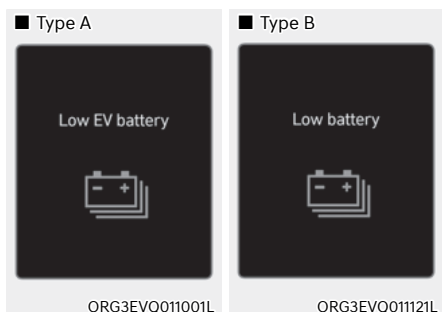 ■ Type A
Low EV battery
ORG3EVQ011001L
■ Type B
Low battery
ORG3EVQ011121L